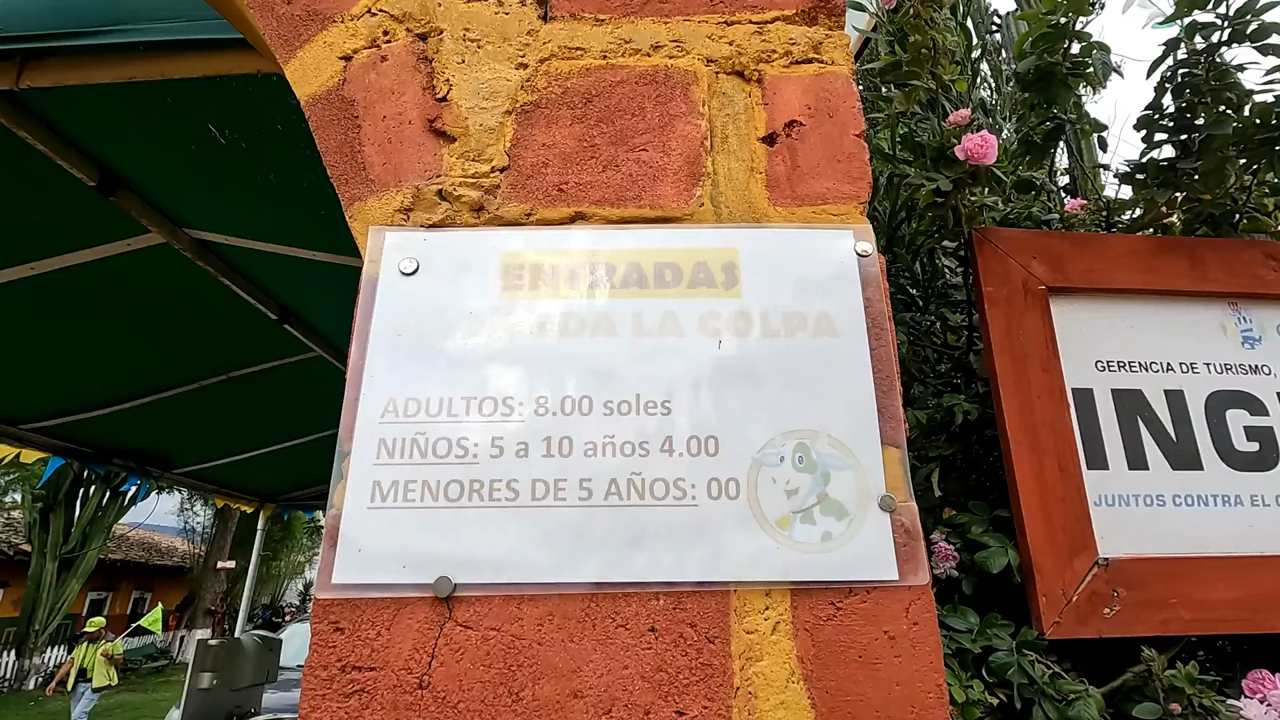 ENTRADAS
LA COLPA
ADULTOS: 8.00 soles
NIÑOS: 5 a 10 años 4.00
MENORES DE 5 AÑOS: 00
GERENCIA DE TURISMO,
ING
JUNTOS CONTRA EL